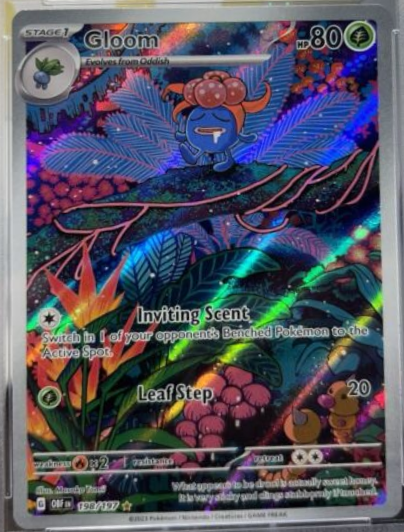 STAGE 1
Gloom
HP 80
Evolves from Oddish
Inviting Scent
Switch in 1 of your opponent's Benched Pokémon to the
Active Spot.
Leaf Step 20
weakness ×2 resistance retreat
Illus.
G OBF EN 198/197
What appears to be drool is actually sweet honey.
It is very sticky and clings stubbornly if touched.
©2023 Pokémon / Nintendo / Creatures / GAME FREAK